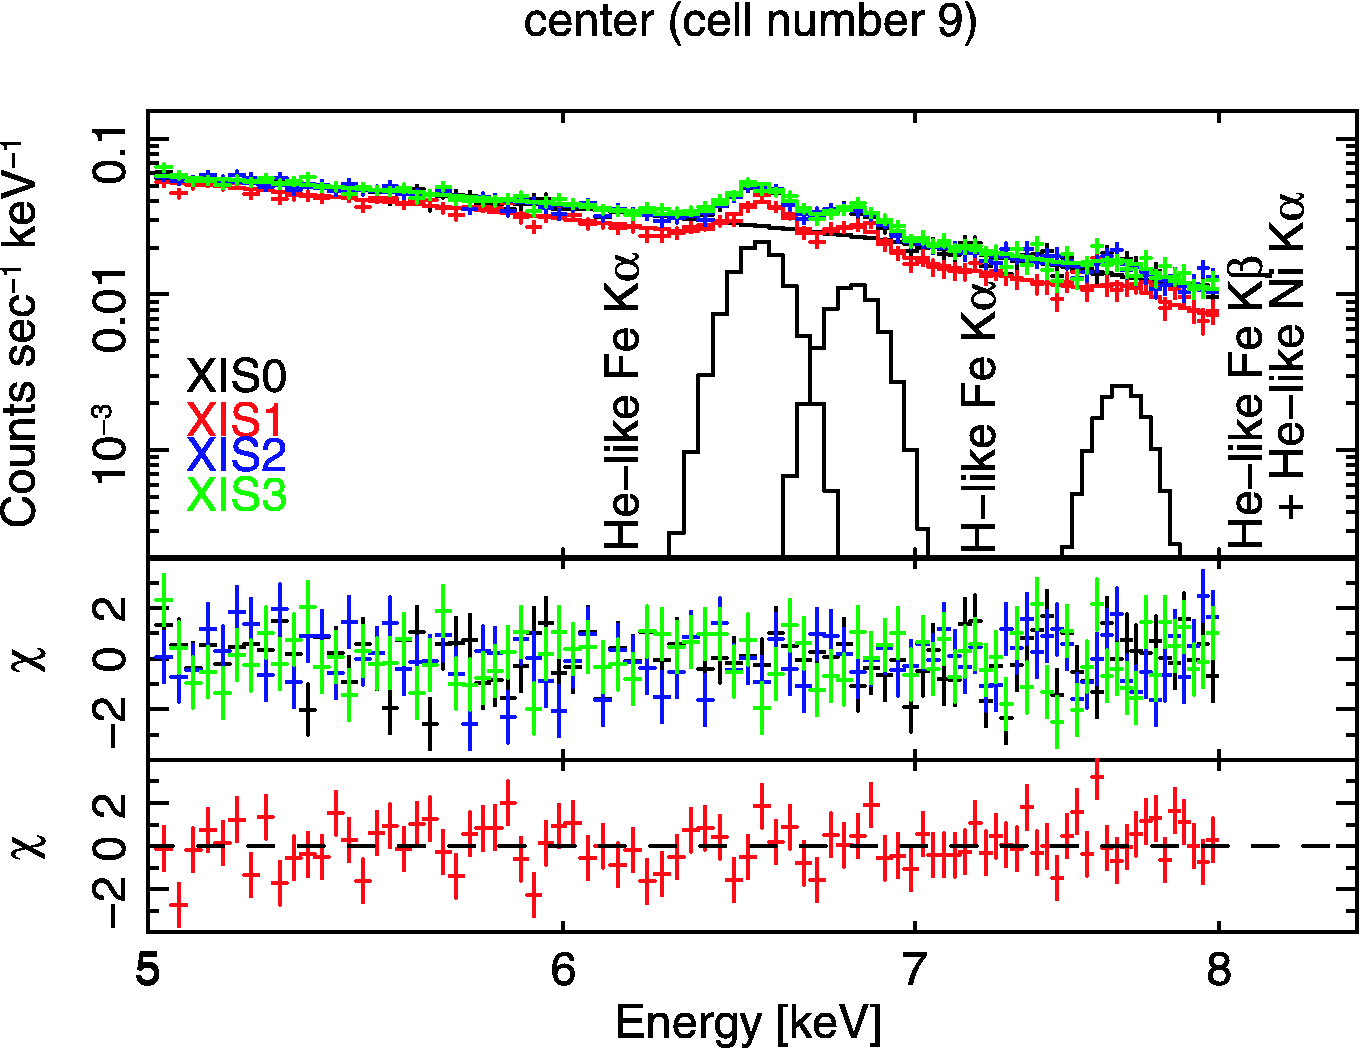 center (cell number 9)
Counts sec⁻¹ keV⁻¹
0.1
0.01
10⁻³
XIS0
XIS1
XIS2
XIS3
He−like Fe Kα
H−like Fe Kα
He−like Fe Kβ
+ He−like Ni Kα
χ
2
0
−2
χ
2
0
−2
5 6 7 8
Energy [keV]